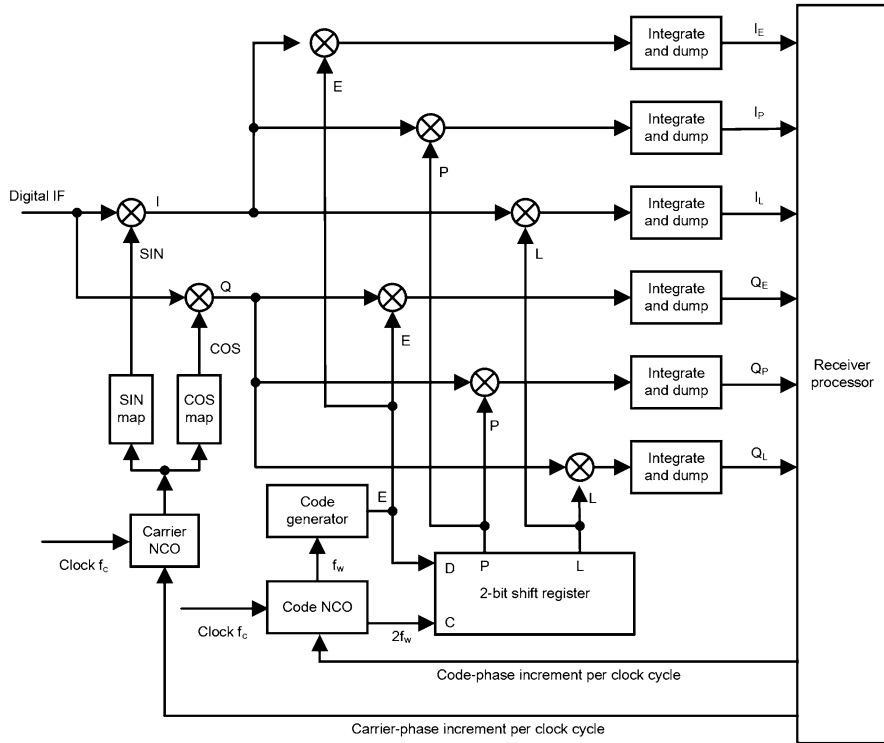 Integrate
and dump
I_E
E
Integrate
and dump
I_P
P
Digital IF
I
Integrate
and dump
I_L
SIN
L
Q
Integrate
and dump
Q_E
COS
E
Receiver
processor
Integrate
and dump
Q_P
SIN
map
COS
map
P
Integrate
and dump
Q_L
L
Code
generator
E
Carrier
NCO
Clock f_c
f_w
D
P
L
2-bit shift register
Code NCO
C
Clock f_c
2f_w
Code-phase increment per clock cycle
Carrier-phase increment per clock cycle